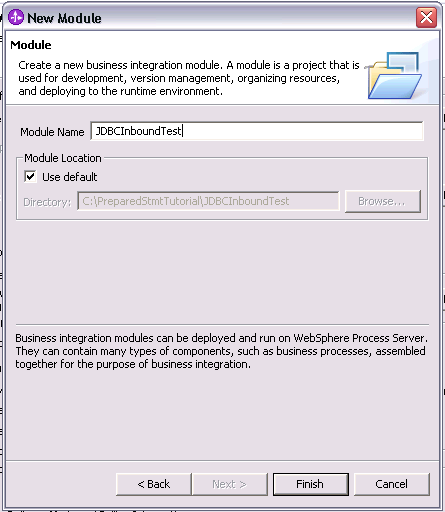 New Module
Module
Create a new business integration module. A module is a project that is
used for development, version management, organizing resources,
and deploying to the runtime environment.
Module Name JDBCInboundTest
Module Location
Use default
Directory: C:\PreparedStmtTutorial\JDBCInboundTest Browse...
Business integration modules can be deployed and run on WebSphere Process Server.
They can contain many types of components, such as business processes, assembled
together for the purpose of business integration.
< Back Next > Finish Cancel